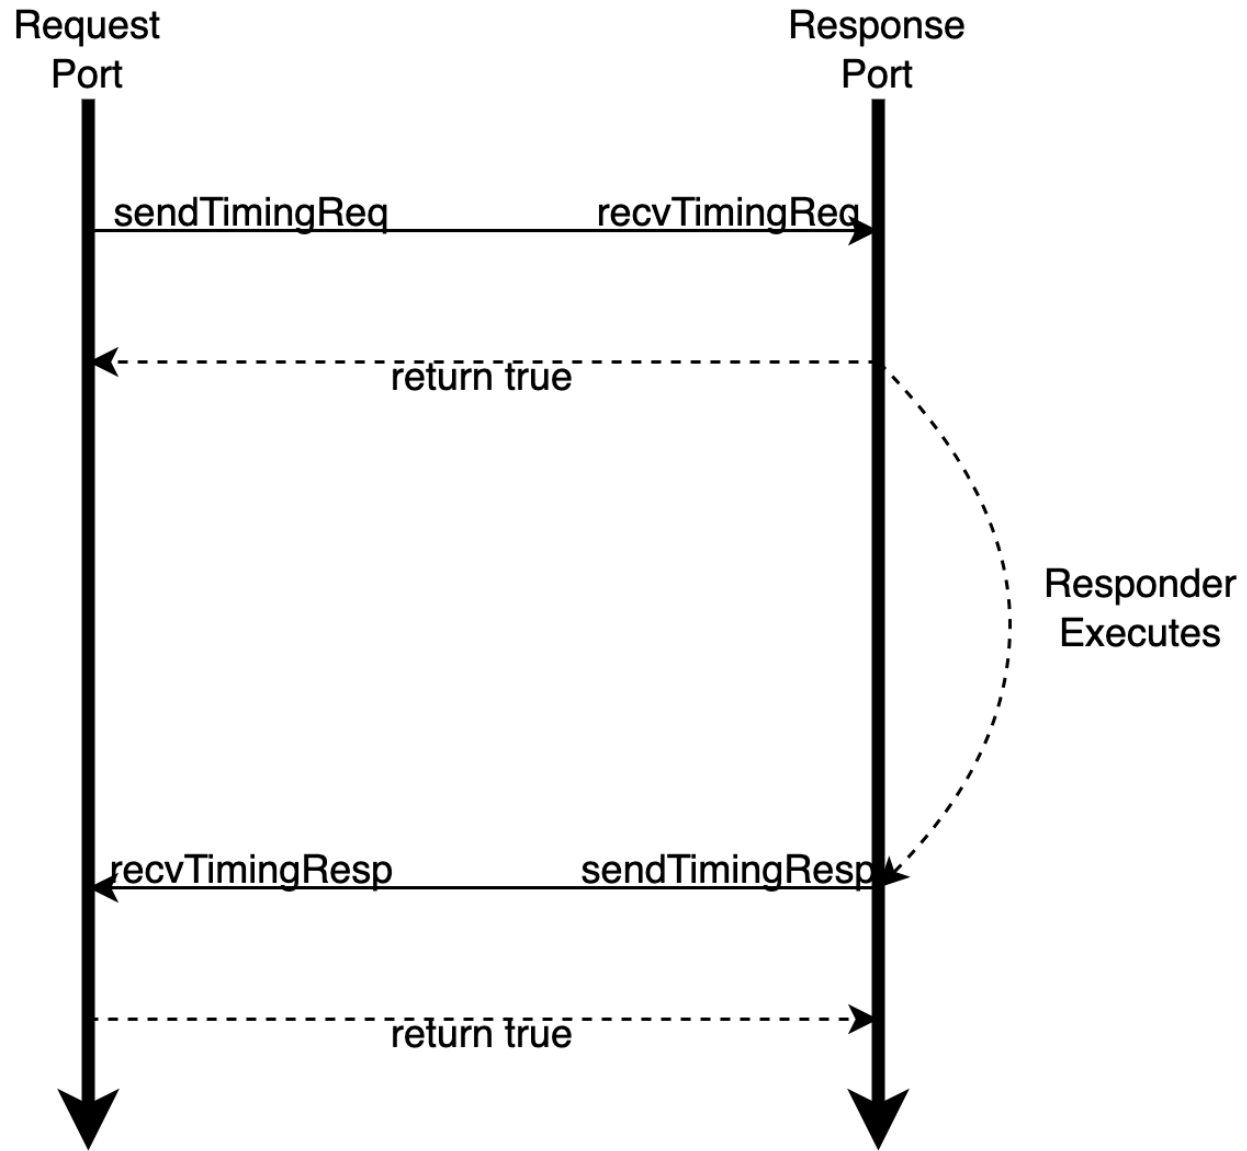 Request
Port
Response
Port
sendTimingReq
recvTimingReq
return true
Responder
Executes
recvTimingResp
sendTimingResp
return true